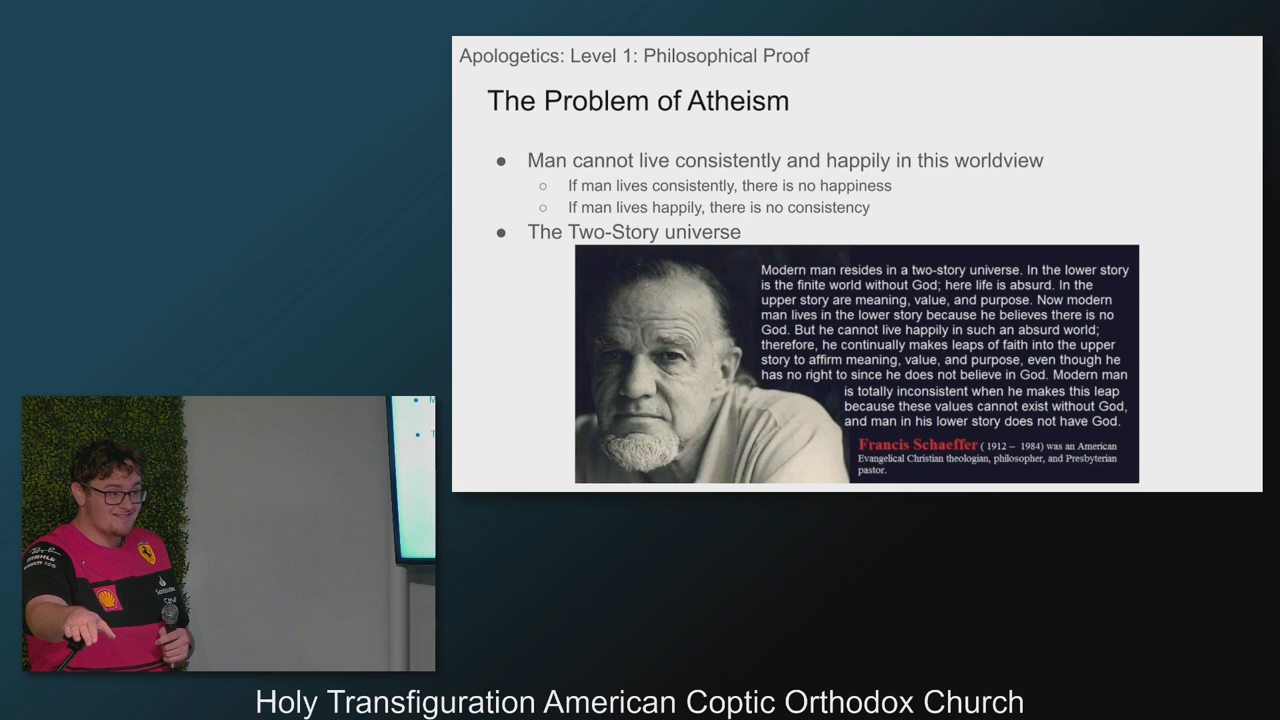 Apologetics: Level 1: Philosophical Proof
The Problem of Atheism
● Man cannot live consistently and happily in this worldview
○ If man lives consistently, there is no happiness
○ If man lives happily, there is no consistency
● The Two-Story universe
Modern man resides in a two-story universe. In the lower story
is the finite world without God; here life is absurd. In the
upper story are meaning, value, and purpose. Now modern
man lives in the lower story because he believes there is no
God. But he cannot live happily in such an absurd world;
therefore, he continually makes leaps of faith into the upper
story to affirm meaning, value, and purpose, even though he
has no right to since he does not believe in God. Modern man
is totally inconsistent when he makes this leap
because these values cannot exist without God,
and man in his lower story does not have God.
Francis Schaeffer ( 1912 – 1984) was an American
Evangelical Christian theologian, philosopher, and Presbyterian
pastor.
Ray-Ban
MAHLE
Santander
Holy Transfiguration American Coptic Orthodox Church